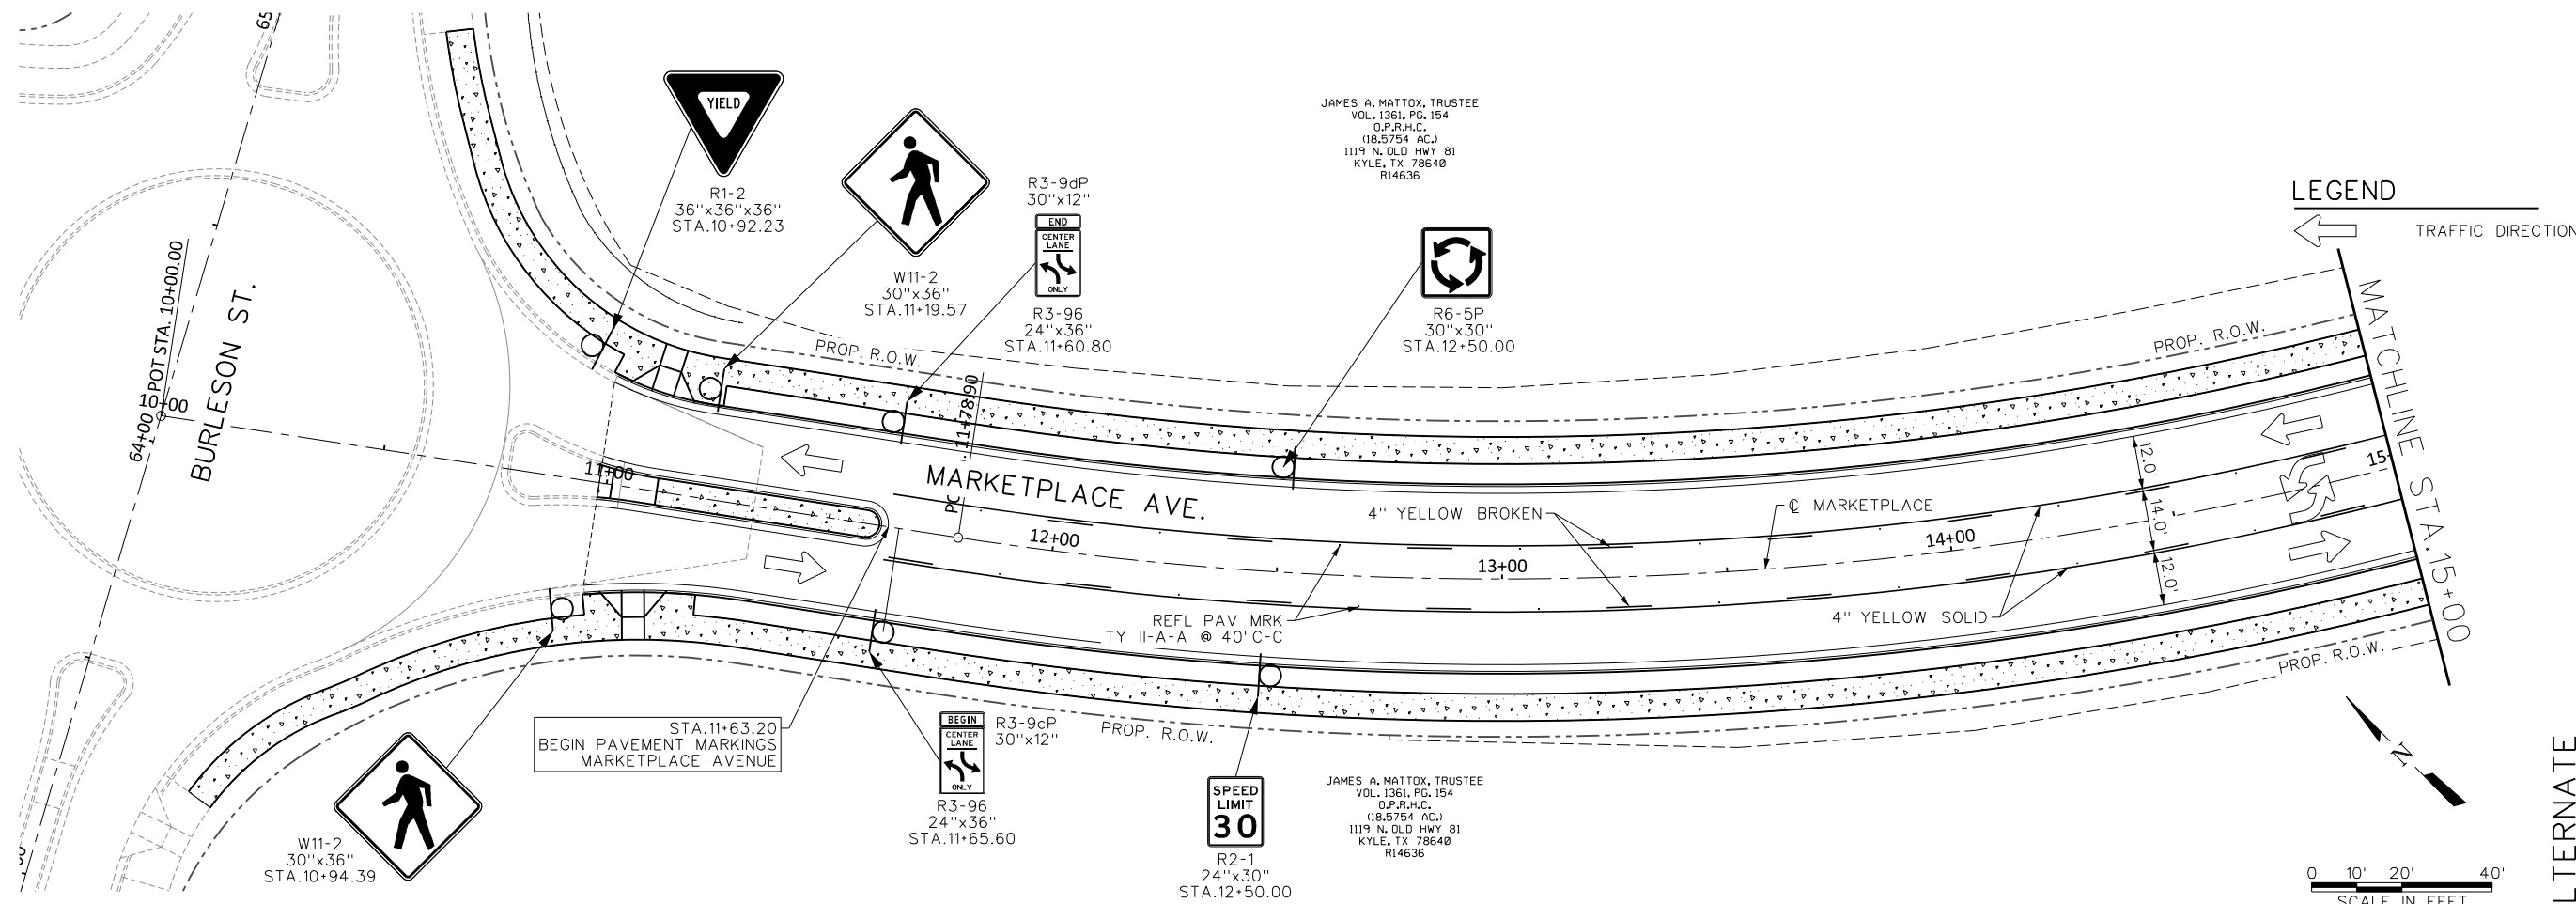 65
YIELD
R1-2
36"x36"x36"
STA.10+92.23
W11-2
30"x36"
STA.11+19.57
R3-9dP
30"x12"
END
CENTER
LANE
ONLY
R3-96
24"x36"
STA.11+60.80
JAMES A. MATTOX, TRUSTEE
VOL. 1361, PG. 154
O.P.R.H.C.
(18.5754 AC.)
1119 N. OLD HWY 81
KYLE, TX 78640
R14636
R6-5P
30"x30"
STA.12+50.00
LEGEND
TRAFFIC DIRECTION
MATCHLINE STA.15+00
PROP. R.O.W.
PROP. R.O.W.
POT STA. 10+00.00
10+00
64+00
BURLESON ST.
11+00
11+78.90
PC
MARKETPLACE AVE.
12+00
4" YELLOW BROKEN
℄ MARKETPLACE
13+00
14+00
15+
12.0'
14.0'
12.0'
REFL PAV MRK
TY II-A-A @ 40' C-C
4" YELLOW SOLID
PROP. R.O.W.
PROP. R.O.W.
STA.11+63.20
BEGIN PAVEMENT MARKINGS
MARKETPLACE AVENUE
W11-2
30"x36"
STA.10+94.39
BEGIN
CENTER
LANE
ONLY
R3-9cP
30"x12"
R3-96
24"x36"
STA.11+65.60
SPEED
LIMIT
30
R2-1
24"x30"
STA.12+50.00
JAMES A. MATTOX, TRUSTEE
VOL. 1361, PG. 154
O.P.R.H.C.
(18.5754 AC.)
1119 N. OLD HWY 81
KYLE, TX 78640
R14636
N
0 10' 20' 40'
SCALE IN FEET
LTERNATE